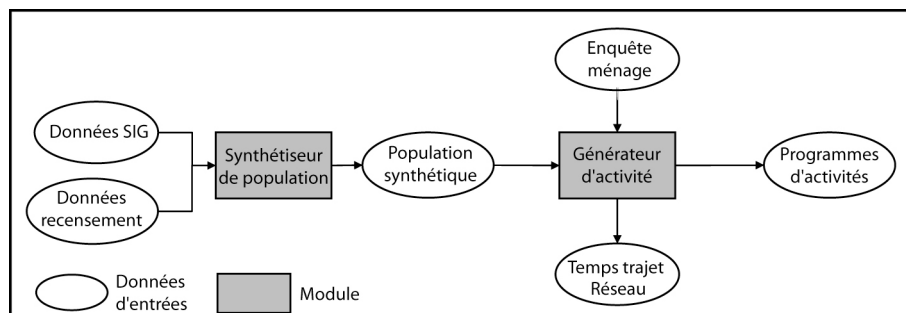 Enquête
ménage
Données SIG
Synthétiseur
de population
Population
synthétique
Générateur
d'activité
Programmes
d'activités
Données
recensement
Temps trajet
Réseau
Données
d'entrées
Module